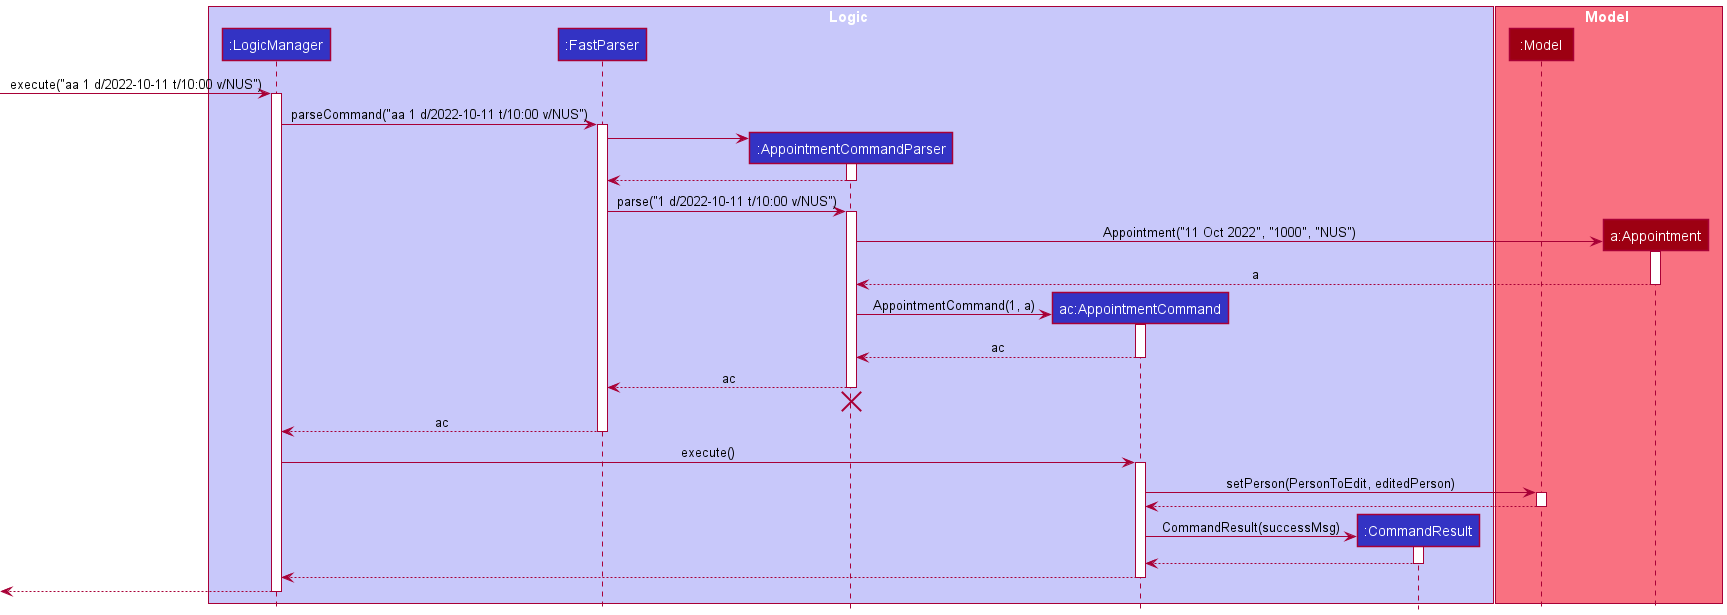 Logic
Model
:LogicManager
:FastParser
:Model
execute("aa 1 d/2022-10-11 t/10:00 v/NUS")
parseCommand("aa 1 d/2022-10-11 t/10:00 v/NUS")
:AppointmentCommandParser
parse("1 d/2022-10-11 t/10:00 v/NUS")
Appointment("11 Oct 2022", "1000", "NUS")
a:Appointment
a
AppointmentCommand(1, a)
ac:AppointmentCommand
ac
ac
ac
execute()
setPerson(PersonToEdit, editedPerson)
CommandResult(successMsg)
:CommandResult